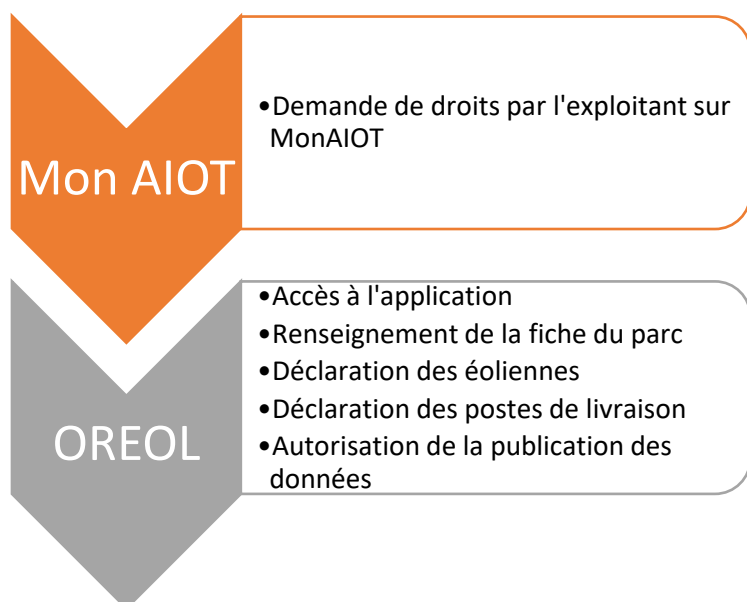 Mon AIOT
•Demande de droits par l'exploitant sur
MonAIOT
OREOL
•Accès à l'application
•Renseignement de la fiche du parc
•Déclaration des éoliennes
•Déclaration des postes de livraison
•Autorisation de la publication des
données